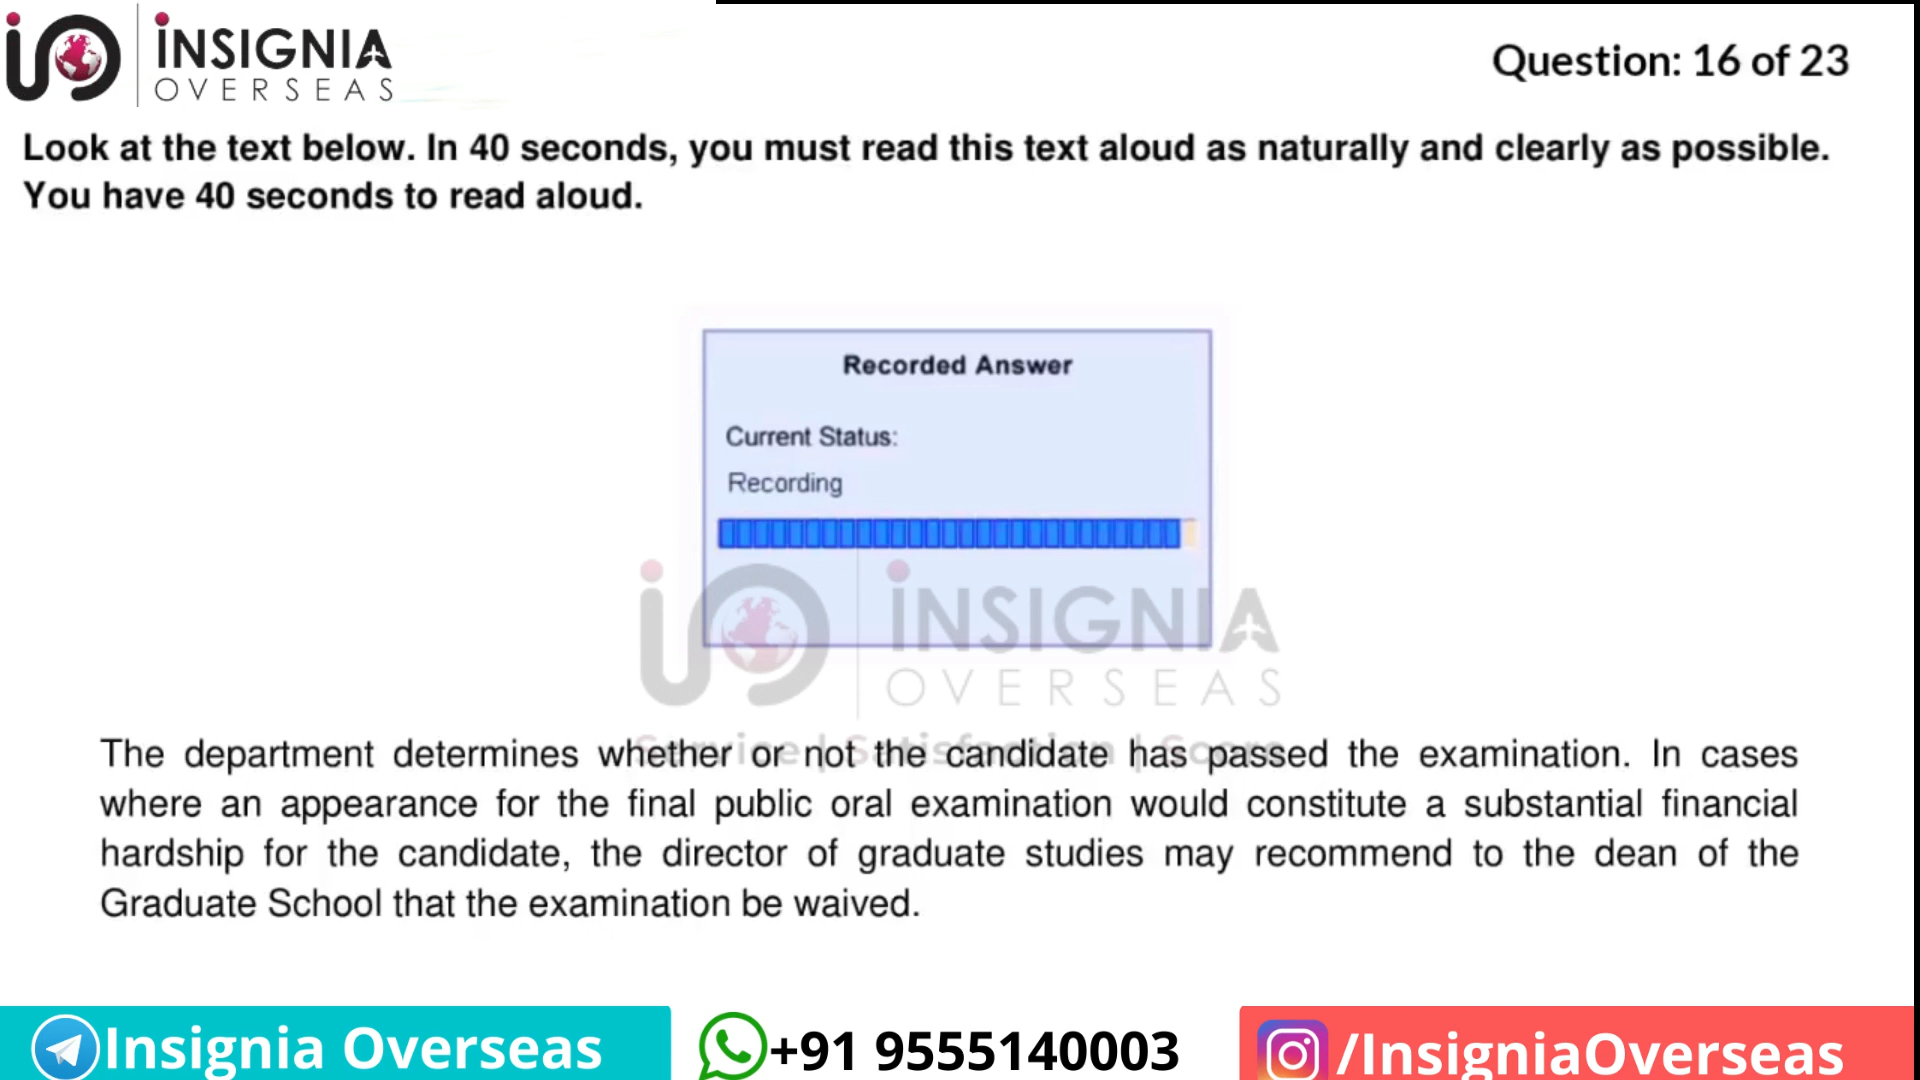 INSIGNIA
OVERSEAS
Question: 16 of 23
Look at the text below. In 40 seconds, you must read this text aloud as naturally and clearly as possible.
You have 40 seconds to read aloud.
Recorded Answer
Current Status:
Recording
INSIGNIA
OVERSEAS
Service | Satisfaction | Score
The department determines whether or not the candidate has passed the examination. In cases
where an appearance for the final public oral examination would constitute a substantial financial
hardship for the candidate, the director of graduate studies may recommend to the dean of the
Graduate School that the examination be waived.
Insignia Overseas
+91 9555140003
/InsigniaOverseas